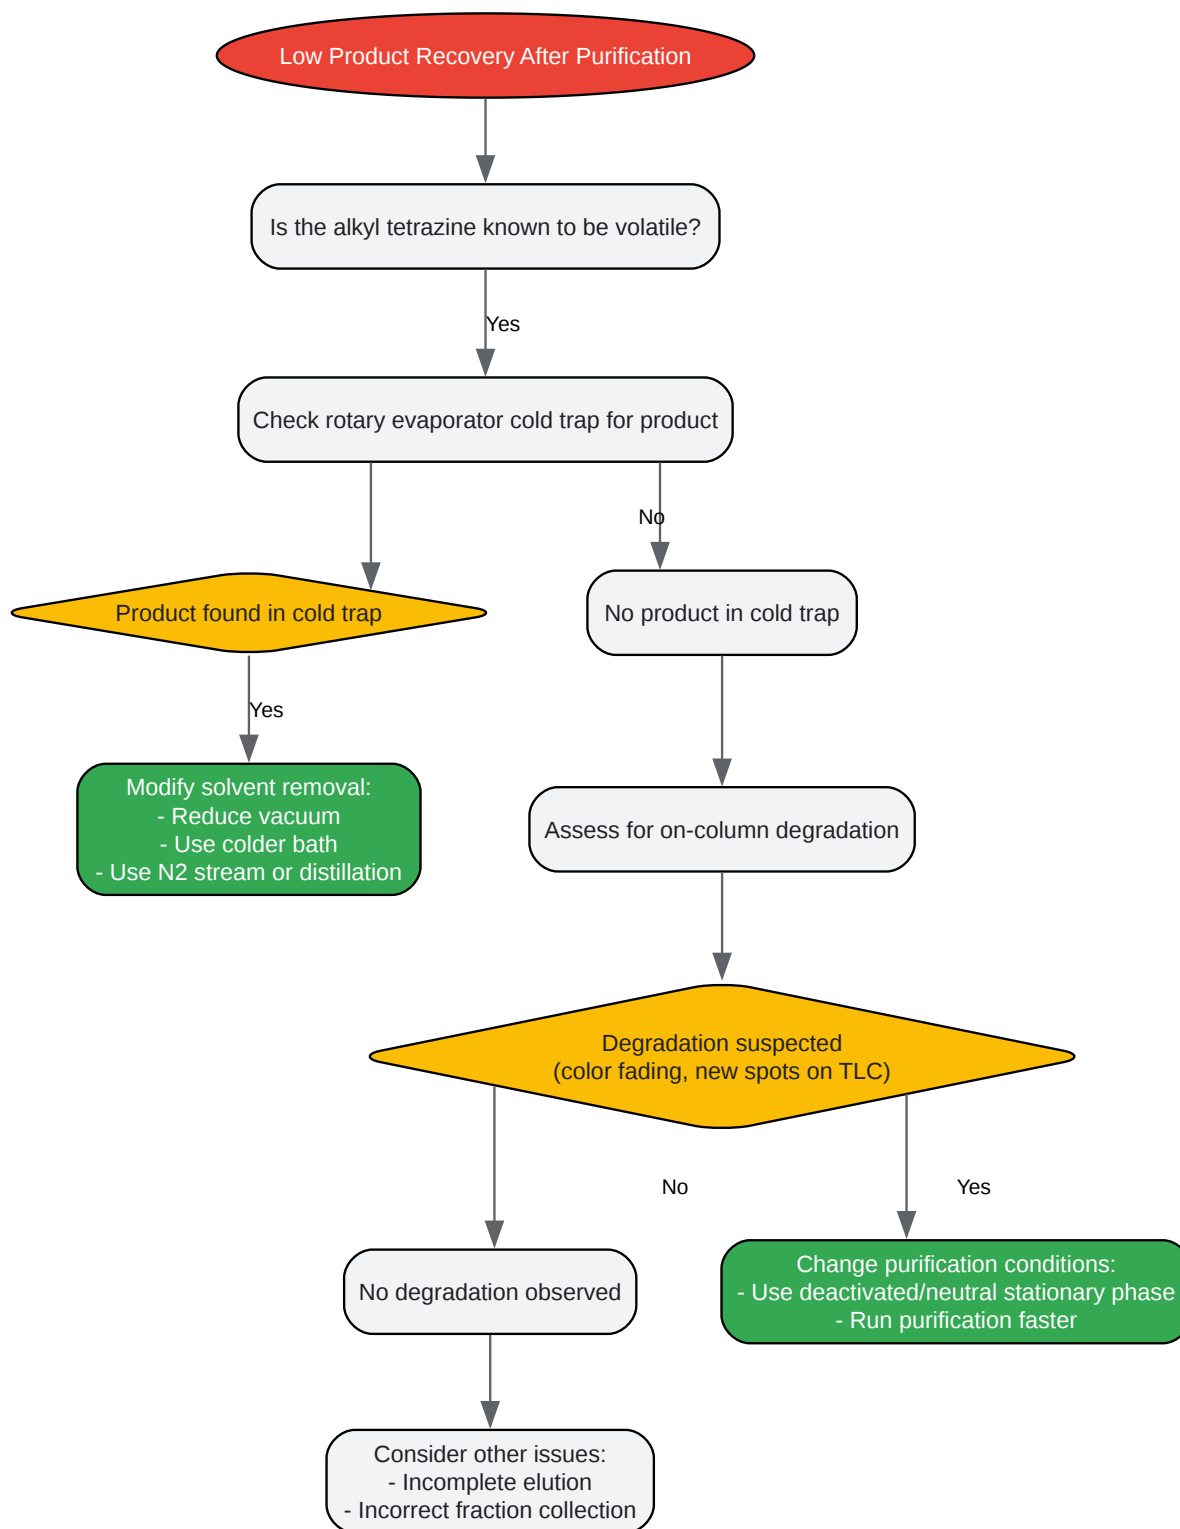 Low Product Recovery After Purification
Is the alkyl tetrazine known to be volatile?
Yes
Check rotary evaporator cold trap for product
No
Product found in cold trap
No product in cold trap
Yes
Modify solvent removal:
- Reduce vacuum
- Use colder bath
- Use N2 stream or distillation
Assess for on-column degradation
Degradation suspected
(color fading, new spots on TLC)
No
Yes
No degradation observed
Change purification conditions:
- Use deactivated/neutral stationary phase
- Run purification faster
Consider other issues:
- Incomplete elution
- Incorrect fraction collection